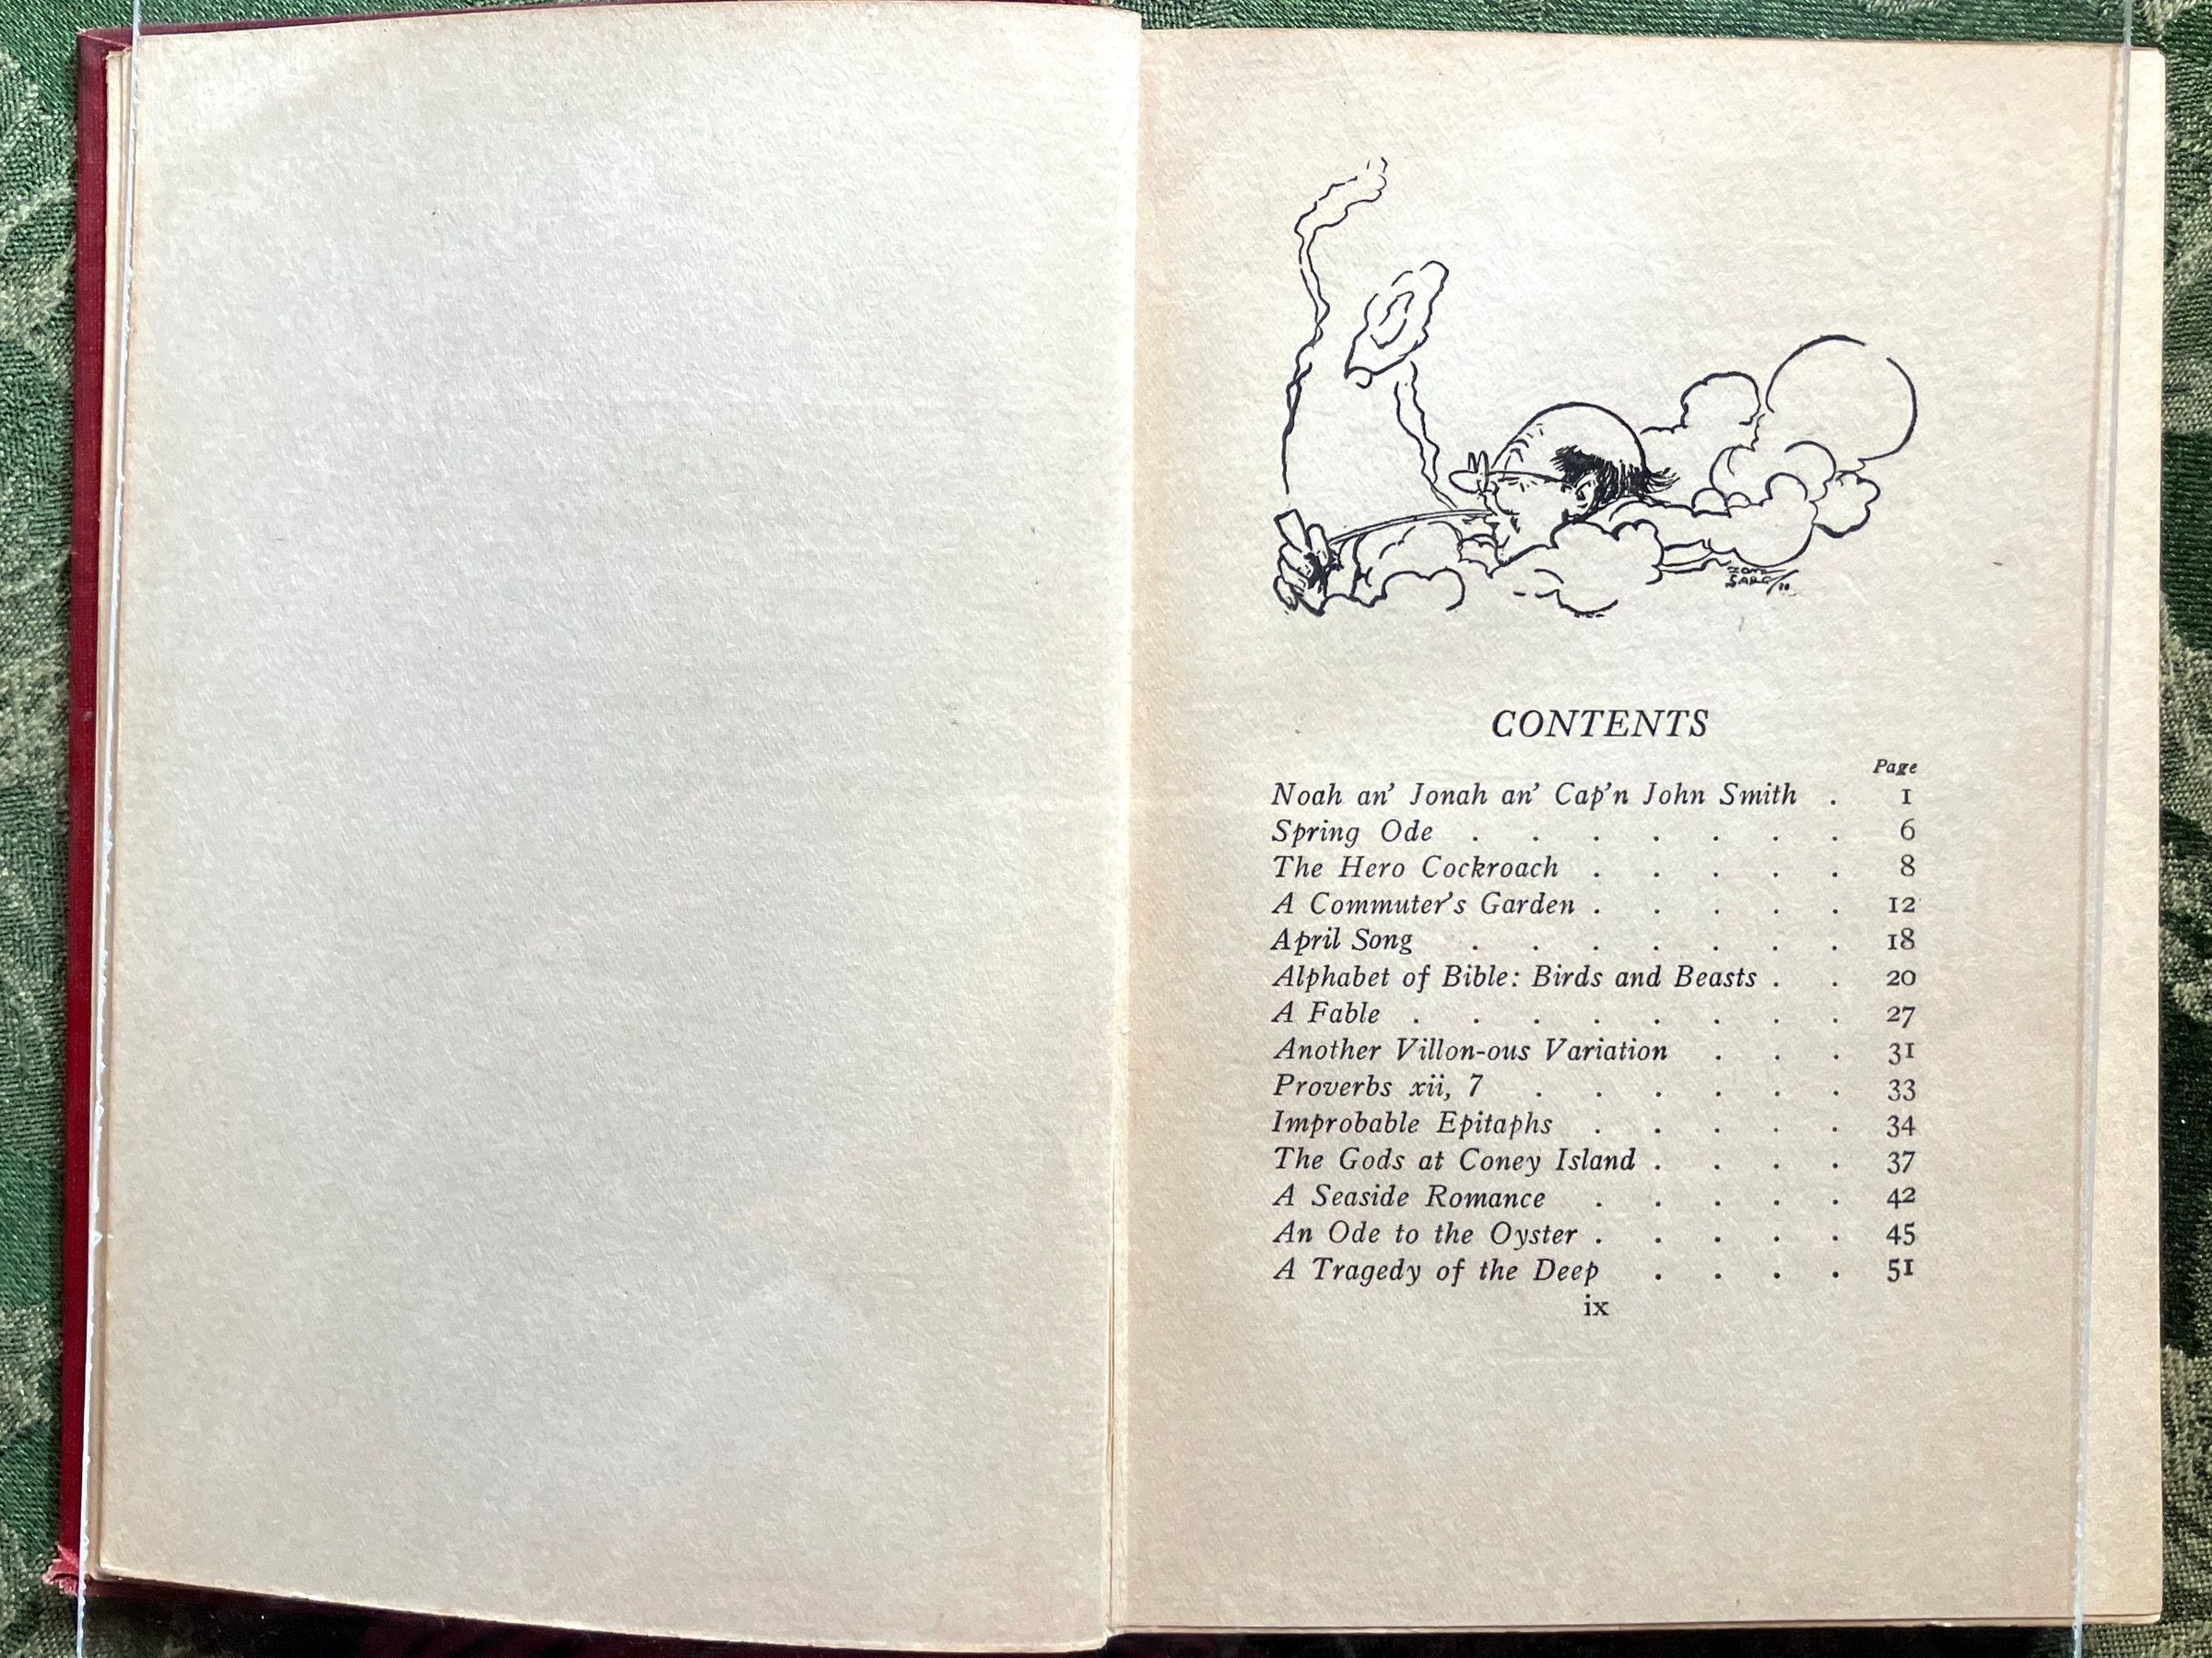 TONY
SARG
CONTENTS
Page
Noah an' Jonah an' Cap'n John Smith . 1
Spring Ode . . . . . . . 6
The Hero Cockroach . . . . . 8
A Commuter's Garden . . . . . 12
April Song . . . . . . . 18
Alphabet of Bible: Birds and Beasts . . 20
A Fable . . . . . . . . 27
Another Villon-ous Variation . . . 31
Proverbs xii, 7 . . . . . . 33
Improbable Epitaphs . . . . . 34
The Gods at Coney Island . . . . 37
A Seaside Romance . . . . . 42
An Ode to the Oyster . . . . . 45
A Tragedy of the Deep . . . . 51
ix